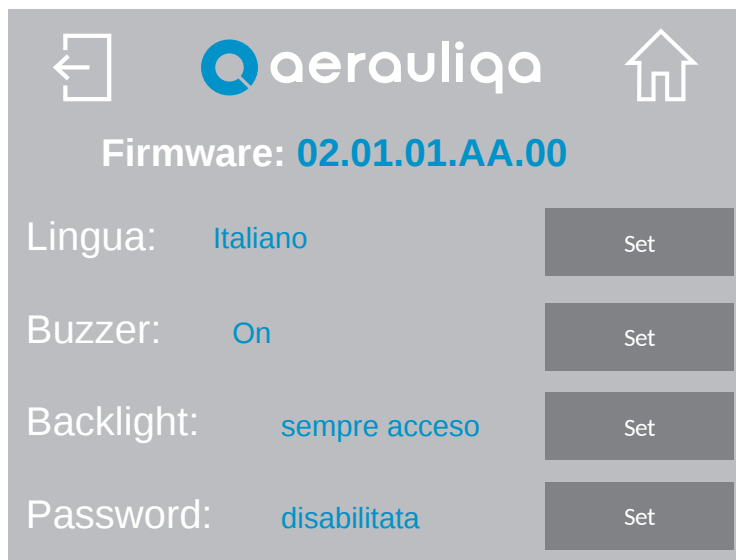 aerauliqa
Firmware: 02.01.01.AA.00
Lingua: Italiano Set
Buzzer: On Set
Backlight: sempre acceso Set
Password: disabilitata Set